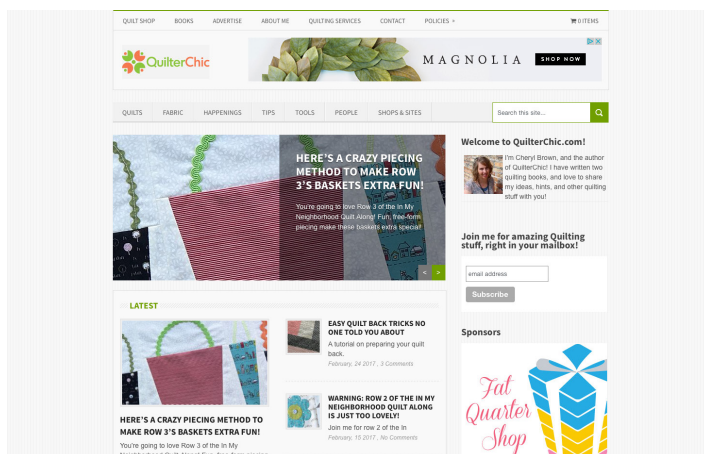 QUILT SHOP BOOKS ADVERTISE ABOUT ME QUILTING SERVICES CONTACT POLICIES 0 ITEMS
QuilterChic
MAGNOLIA SHOP NOW
QUILTS FABRIC HAPPENINGS TIPS TOOLS PEOPLE SHOPS & SITES Search this site...
HERE'S A CRAZY PIECING
METHOD TO MAKE ROW
3'S BASKETS EXTRA FUN!
You're going to love Row 3 of the In My
Neighborhood Quilt Along! Fun, free-form
piecing make these baskets extra special!
< >
Welcome to QuilterChic.com!
I'm Cheryl Brown, and the author
of QuilterChic! I have written two
quilting books, and love to share
my ideas, hints, and other quilting
stuff with you!
Join me for amazing Quilting
stuff, right in your mailbox!
email address
Subscribe
Sponsors
Fat
Quarter
Shop
LATEST
HERE'S A CRAZY PIECING METHOD TO
MAKE ROW 3'S BASKETS EXTRA FUN!
You're going to love Row 3 of the In My
EASY QUILT BACK TRICKS NO
ONE TOLD YOU ABOUT
A tutorial on preparing your quilt
back.
February, 24 2017 , 3 Comments
WARNING: ROW 2 OF THE IN MY
NEIGHBORHOOD QUILT ALONG
IS JUST TOO LOVELY!
Join me for row 2 of the In
February, 15 2017 , No Comments